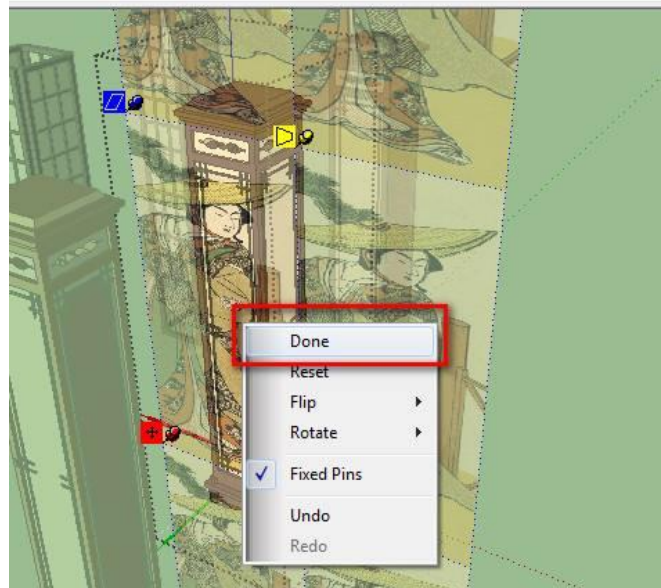 Done
Reset
Flip
Rotate
Fixed Pins
Undo
Redo